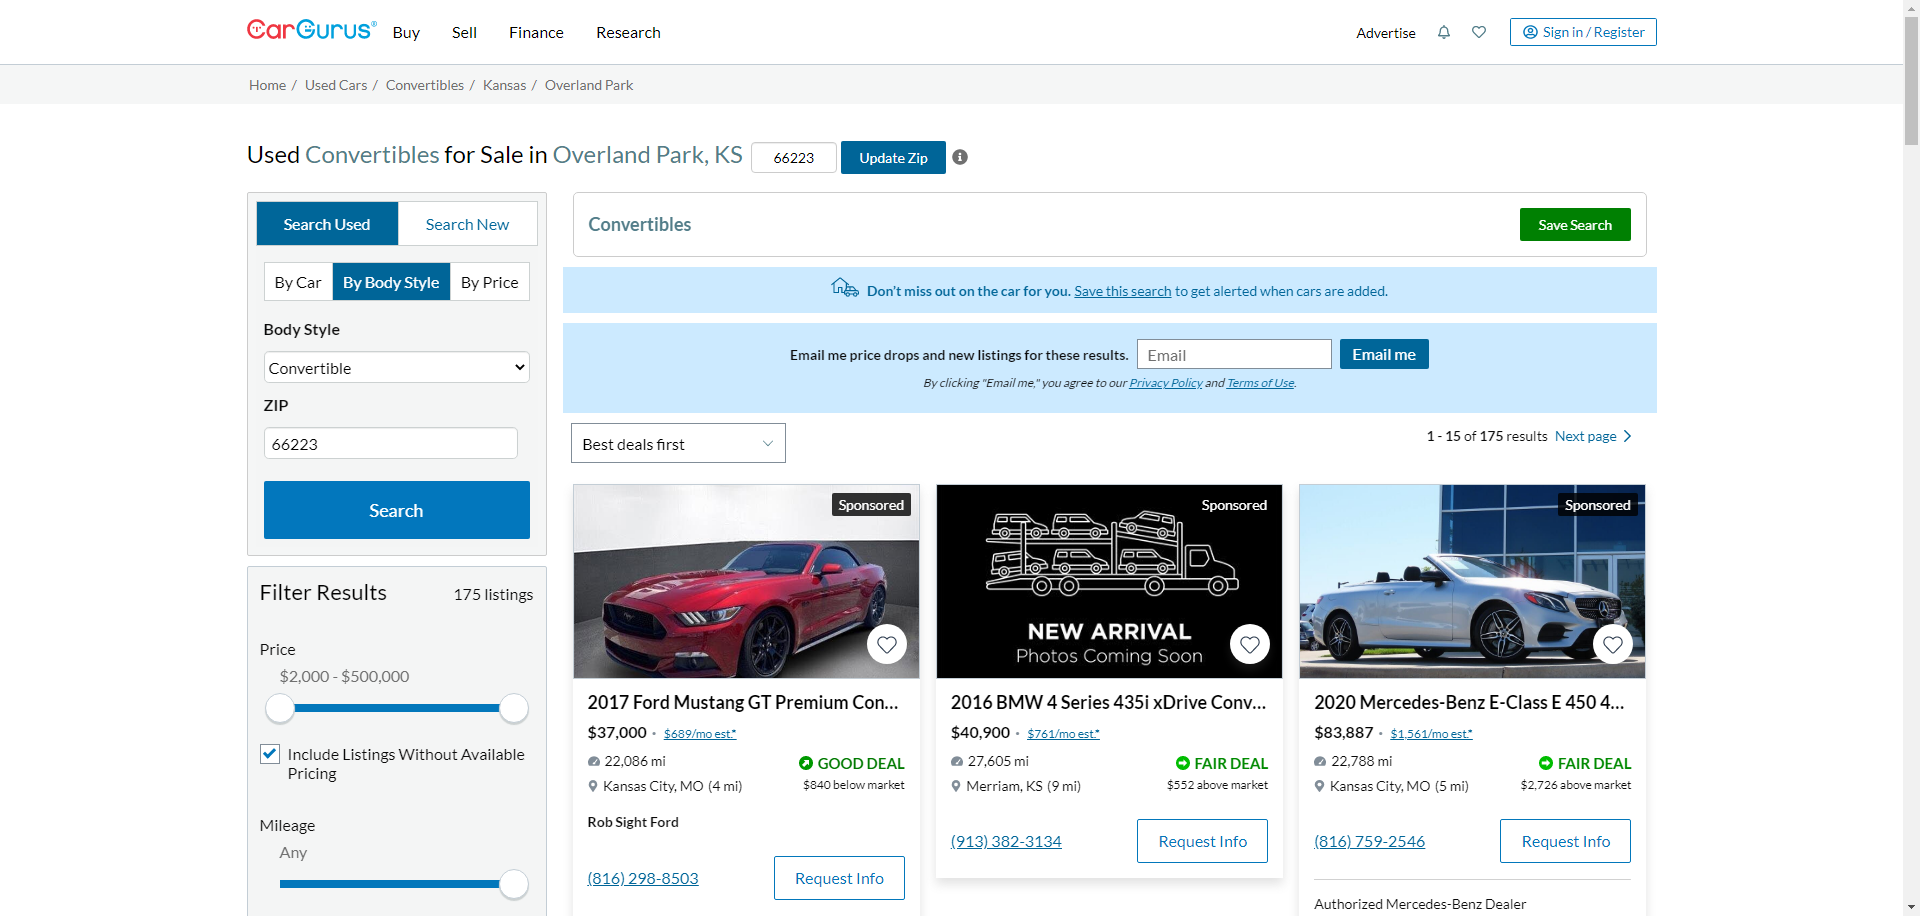 CarGurus®
Buy
Sell
Finance
Research
Advertise
Sign in / Register
Home / Used Cars / Convertibles / Kansas / Overland Park
Used Convertibles for Sale in Overland Park, KS
66223
Update Zip
Search Used
Search New
By Car
By Body Style
By Price
Body Style
Convertible
ZIP
66223
Search
Filter Results
175 listings
Price
$2,000 - $500,000
Include Listings Without Available
Pricing
Mileage
Any
Convertibles
Save Search
Don't miss out on the car for you. Save this search to get alerted when cars are added.
Email me price drops and new listings for these results.
Email
Email me
By clicking "Email me," you agree to our Privacy Policy and Terms of Use.
Best deals first
1 - 15 of 175 results
Next page
Sponsored
2017 Ford Mustang GT Premium Con...
$37,000 · $689/mo est.*
22,086 mi
GOOD DEAL
Kansas City, MO (4 mi)
$840 below market
Rob Sight Ford
(816) 298-8503
Request Info
Sponsored
NEW ARRIVAL
Photos Coming Soon
2016 BMW 4 Series 435i xDrive Conv...
$40,900 · $761/mo est.*
27,605 mi
FAIR DEAL
Merriam, KS (9 mi)
$552 above market
(913) 382-3134
Request Info
Sponsored
2020 Mercedes-Benz E-Class E 450 4...
$83,887 · $1,561/mo est.*
22,788 mi
FAIR DEAL
Kansas City, MO (5 mi)
$2,726 above market
(816) 759-2546
Request Info
Authorized Mercedes-Benz Dealer